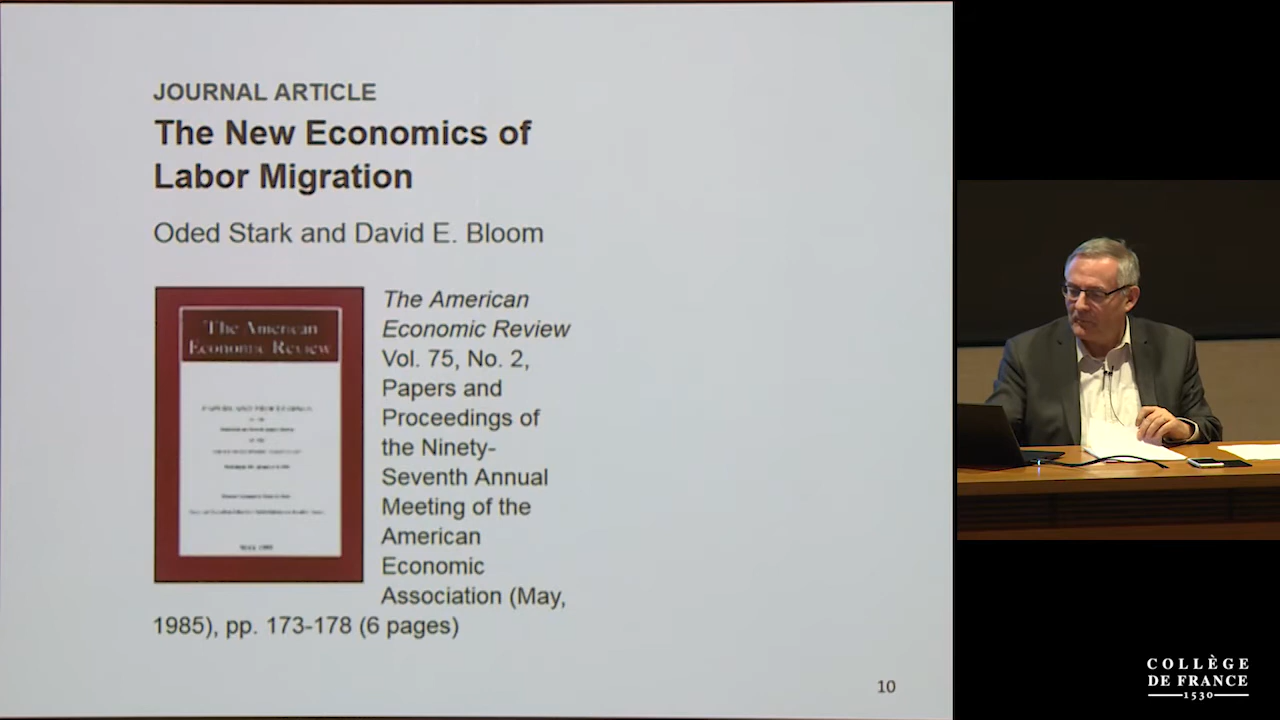 JOURNAL ARTICLE
The New Economics of
Labor Migration
Oded Stark and David E. Bloom
The American
Economic Review
The American
Economic Review
Vol. 75, No. 2,
Papers and
Proceedings of
the Ninety-
Seventh Annual
Meeting of the
American
Economic
Association (May,
1985), pp. 173-178 (6 pages)
10
COLLÈGE
DE FRANCE
1530